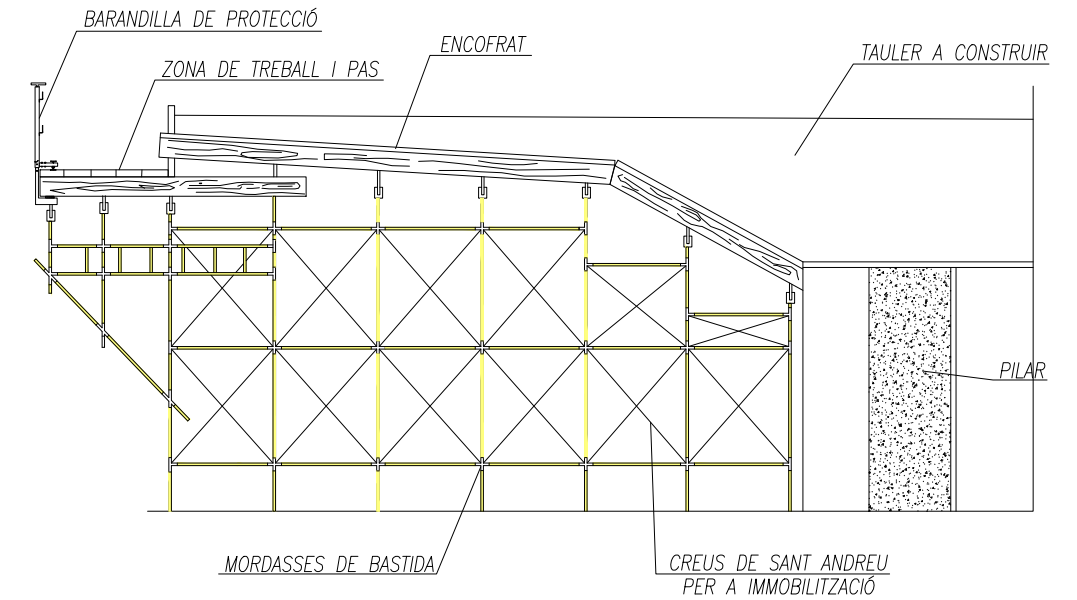 BARANDILLA DE PROTECCIÓ
ENCOFRAT
TAULER A CONSTRUIR
ZONA DE TREBALL I PAS
PILAR
MORDASSES DE BASTIDA
CREUS DE SANT ANDREU
PER A IMMOBILITZACIÓ